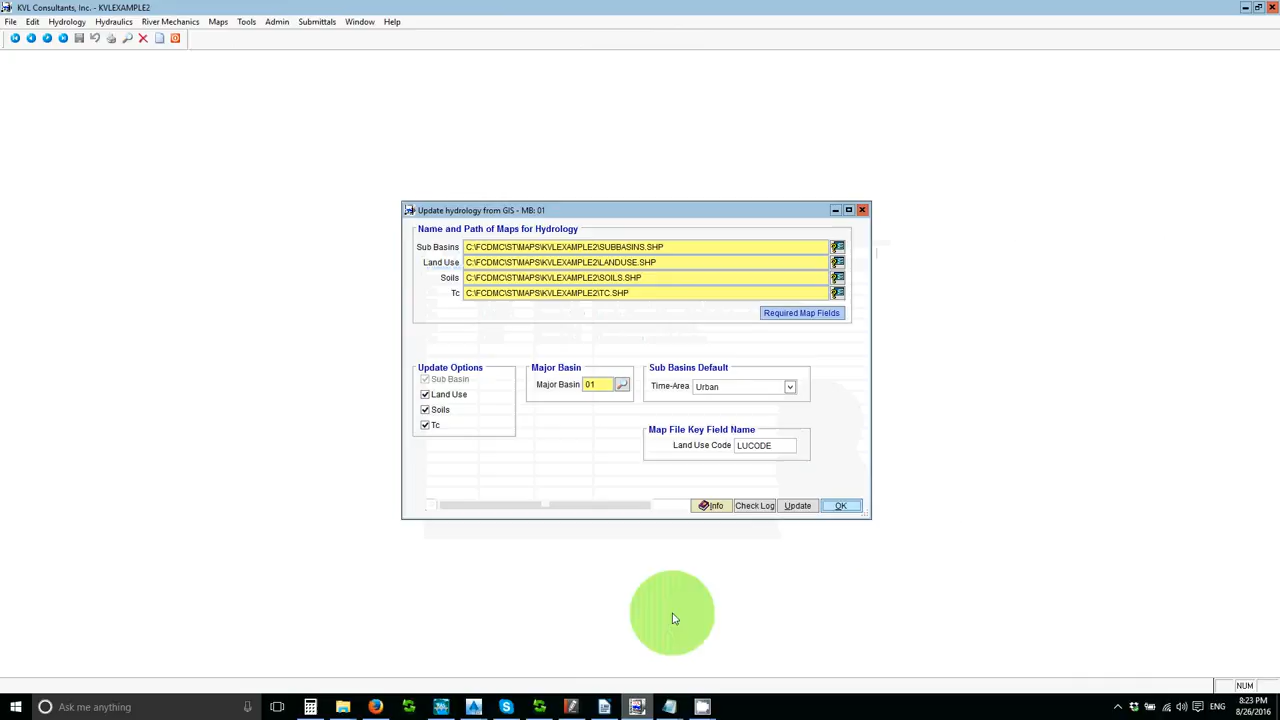 KVL Consultants, Inc. - KVLEXAMPLE2
File Edit Hydrology Hydraulics River Mechanics Maps Tools Admin Submittals Window Help
Update hydrology from GIS - MB: 01
Name and Path of Maps for Hydrology
Sub Basins C:\FCDMC\ST\MAPS\KVLEXAMPLE2\SUBBASINS.SHP
Land Use C:\FCDMC\ST\MAPS\KVLEXAMPLE2\LANDUSE.SHP
Soils C:\FCDMC\ST\MAPS\KVLEXAMPLE2\SOILS.SHP
Tc C:\FCDMC\ST\MAPS\KVLEXAMPLE2\TC.SHP
Required Map Fields
Update Options
Sub Basin
Land Use
Soils
Tc
Major Basin
Major Basin 01
Sub Basins Default
Time-Area Urban
Map File Key Field Name
Land Use Code LUCODE
Info Check Log Update OK
NUM
Ask me anything
ENG
8:23 PM
8/26/2016